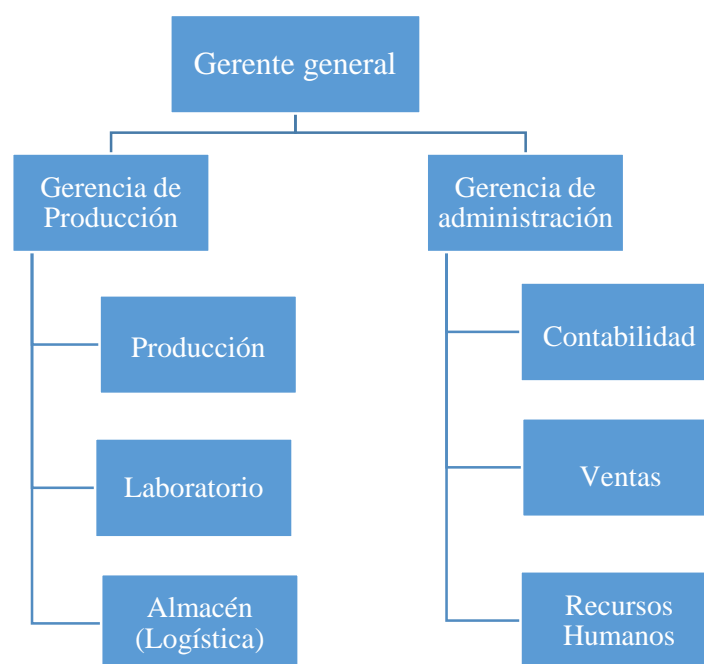 Gerente general
Gerencia de
Producción
Gerencia de
administración
Producción
Laboratorio
Almacén
(Logística)
Contabilidad
Ventas
Recursos
Humanos